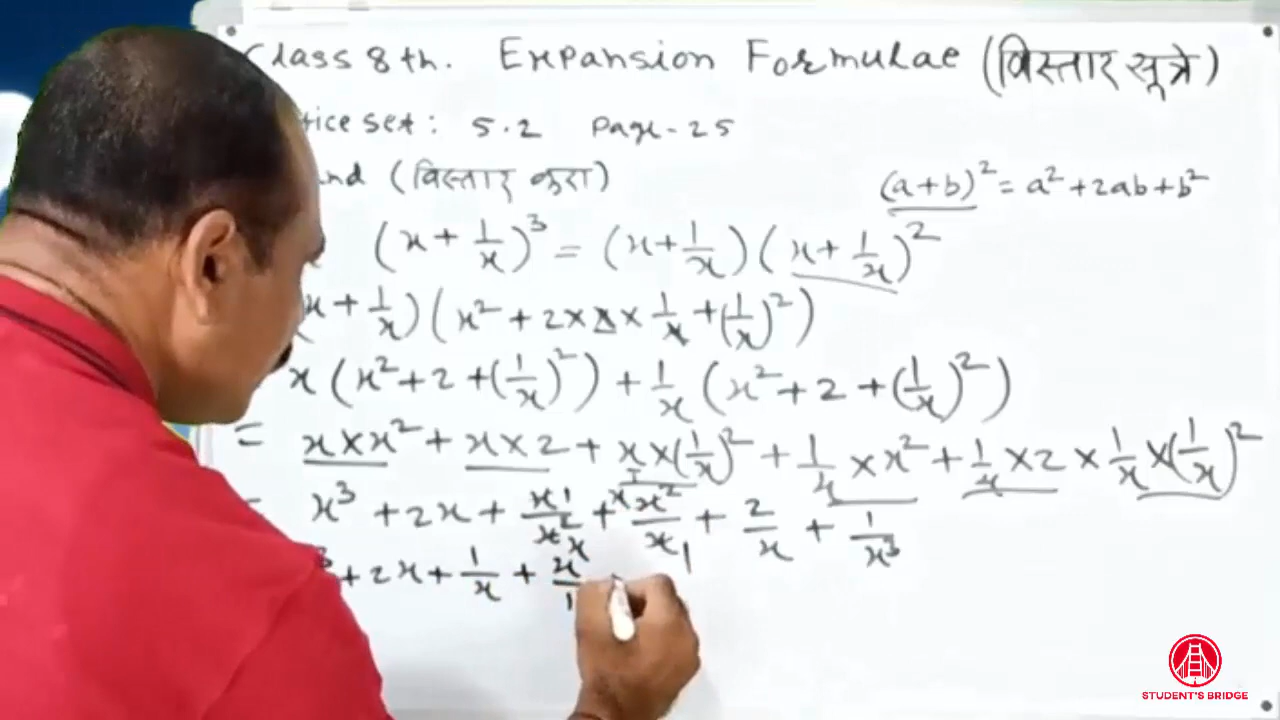 Class 8th. Expansion Formulae (विस्तार सूत्रे)
tice set: 5.2 Page-25
nd (विस्तार करा)
(a+b)² = a² + 2ab + b²
(x + 1/x)³ = (x + 1/x) (x + 1/x)²
x + 1/x) (x² + 2 × x × 1/x + (1/x)²)
x (x² + 2 + (1/x)²) + 1/x (x² + 2 + (1/x)²)
= x × x² + x × 2 + x × (1/x)² + 1/x × x² + 1/x × 2 × 1/x × (1/x)²
= x³ + 2x + x/x² + x²/x + 2/x + 1/x³
³ + 2x + 1/x + x/1
STUDENT'S BRIDGE